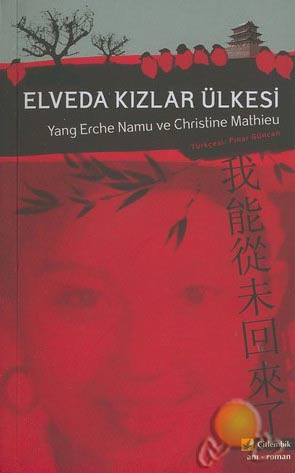 ELVEDA KIZLAR ÜLKESİ
Yang Erche Namu ve Christine Mathieu
Türkçesi: Pınar Güncan
我能從未回來了
Çitlembik
anı - roman